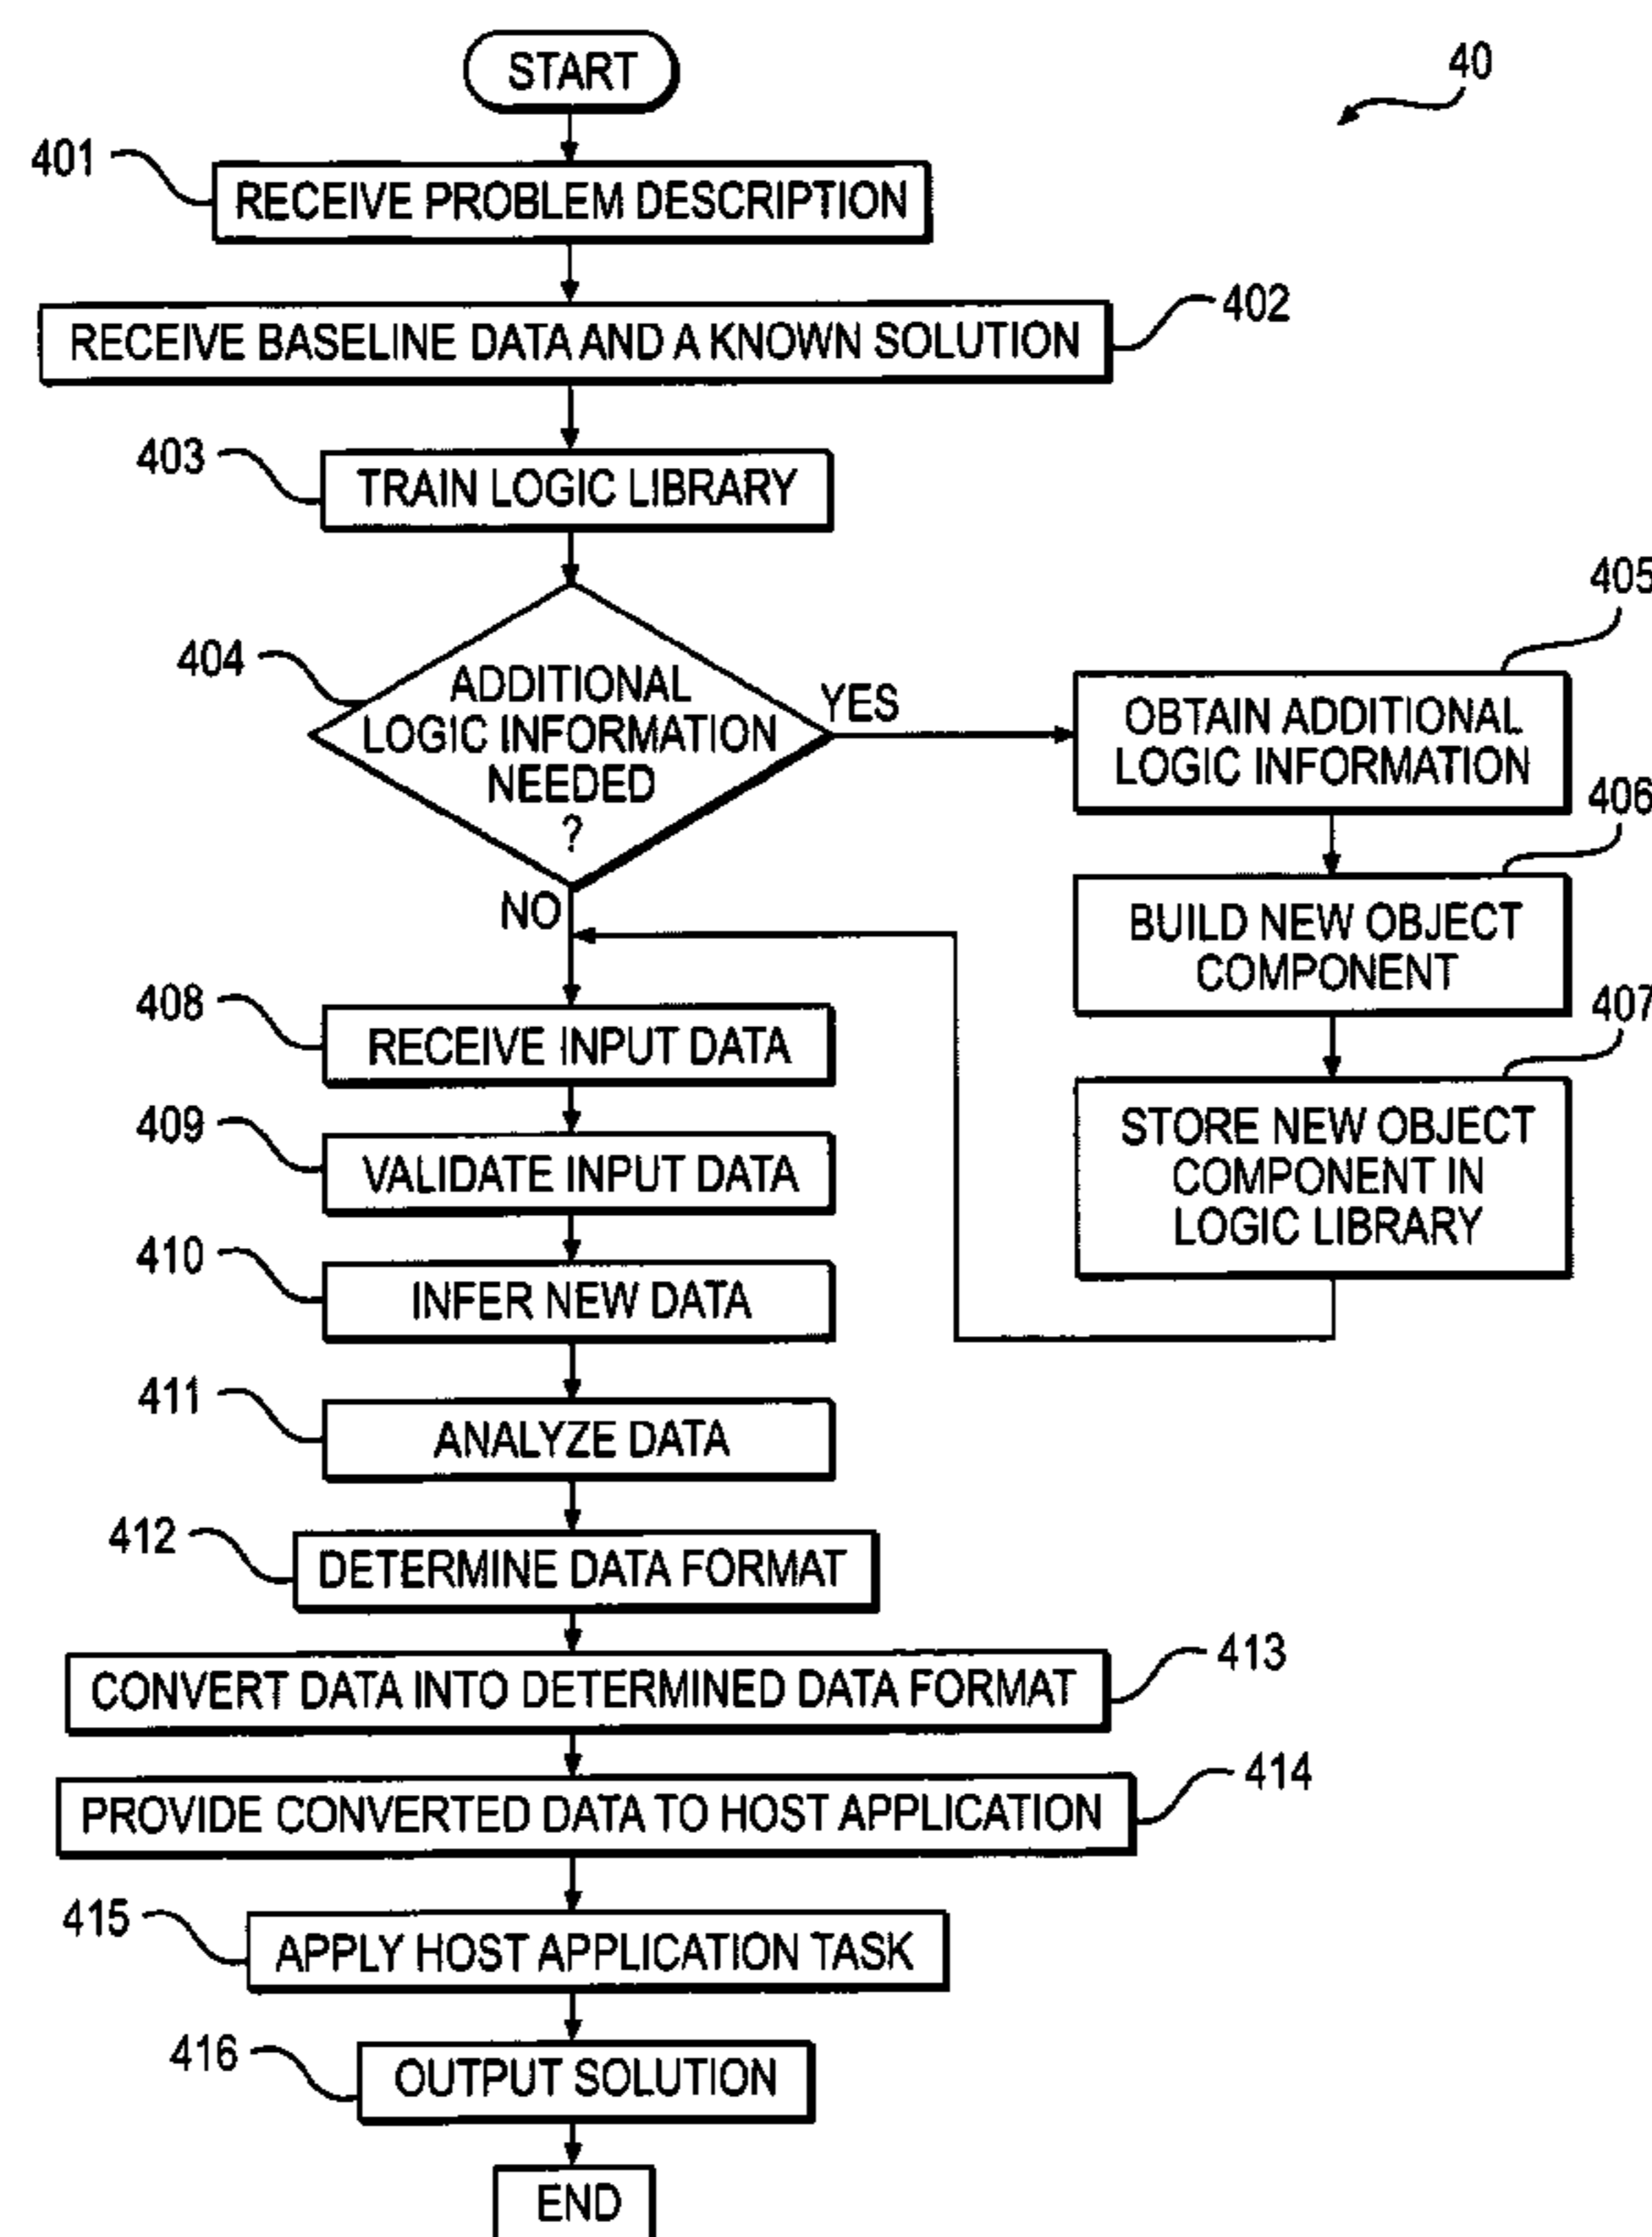 START
40
401
RECEIVE PROBLEM DESCRIPTION
RECEIVE BASELINE DATA AND A KNOWN SOLUTION
402
403
TRAIN LOGIC LIBRARY
404
ADDITIONAL
LOGIC INFORMATION
NEEDED
?
YES
NO
405
OBTAIN ADDITIONAL
LOGIC INFORMATION
406
BUILD NEW OBJECT
COMPONENT
407
STORE NEW OBJECT
COMPONENT IN
LOGIC LIBRARY
408
RECEIVE INPUT DATA
409
VALIDATE INPUT DATA
410
INFER NEW DATA
411
ANALYZE DATA
412
DETERMINE DATA FORMAT
CONVERT DATA INTO DETERMINED DATA FORMAT
413
PROVIDE CONVERTED DATA TO HOST APPLICATION
414
415
APPLY HOST APPLICATION TASK
416
OUTPUT SOLUTION
END